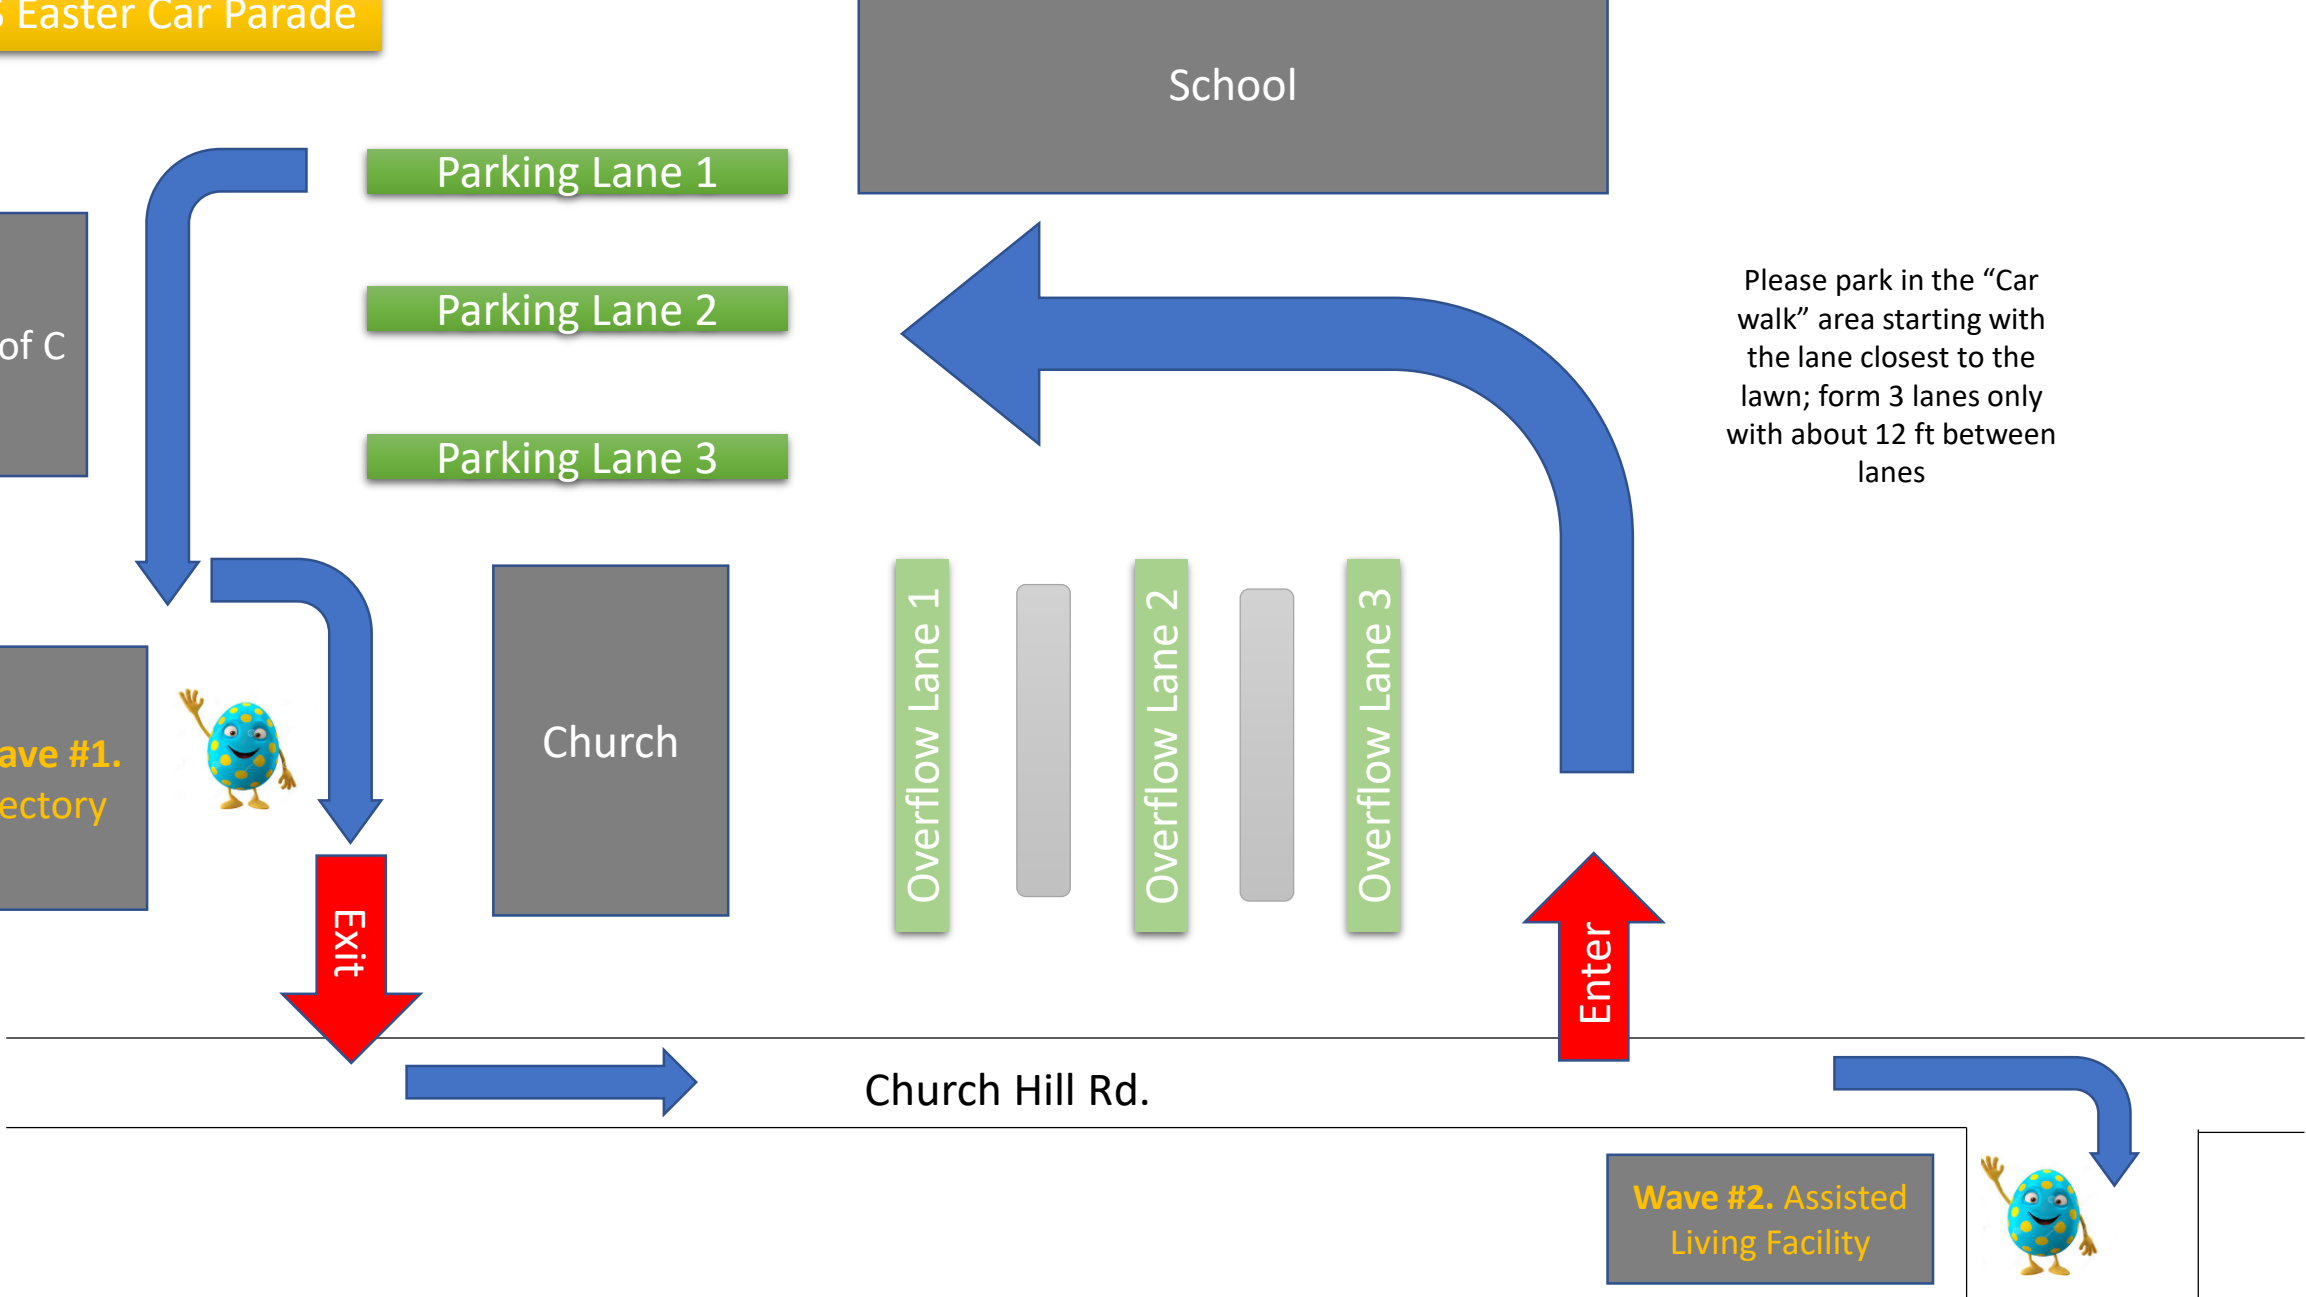 Easter Car Parade
School
Parking Lane 1
Parking Lane 2
Parking Lane 3
of C
Please park in the “Car
walk” area starting with
the lane closest to the
lawn; form 3 lanes only
with about 12 ft between
lanes
Overflow Lane 1
Overflow Lane 2
Overflow Lane 3
Church
ave #1.
ectory
Exit
Enter
Church Hill Rd.
Wave #2. Assisted
Living Facility